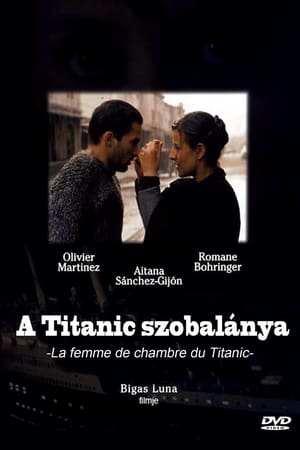 Olivier
Martinez
Aitana
Sánchez-Gijón
Romane
Bohringer
A Titanic szobalánya
-La femme de chambre du Titanic-
Bigas Luna
filmje
DVD
VIDEO